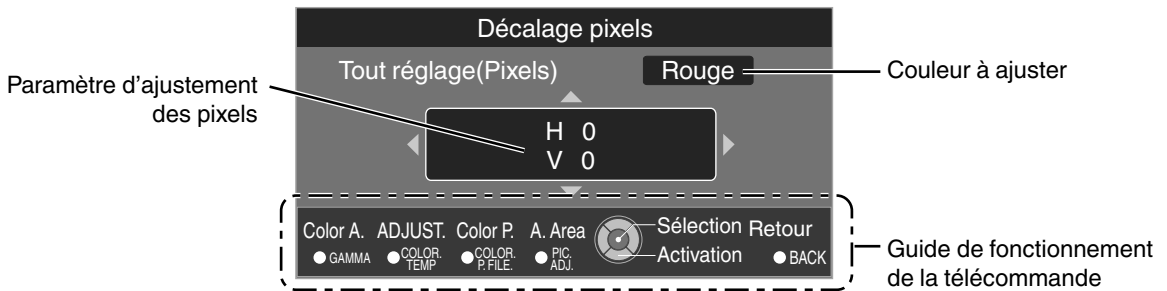 Décalage pixels
Tout réglage(Pixels) Rouge
Couleur à ajuster
Paramètre d'ajustement
des pixels
H 0
V 0
Color A. ADJUST. Color P. A. Area Sélection Retour
GAMMA COLOR. TEMP COLOR. P. FILE. PIC. ADJ. Activation BACK
Guide de fonctionnement
de la télécommande